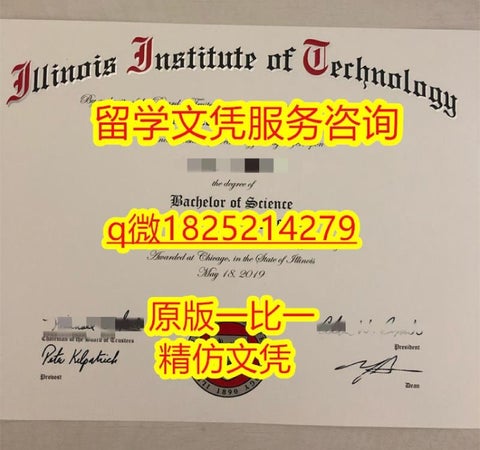 Illinois Institute of Technology
留学文凭服务咨询
the degree of
Bachelor of Science
q微1825214279
Awarded at Chicago, in the State of Illinois
May 18, 2019
原版一比一
精仿文凭
Chairman of the Board of Trustees
President
Peter Kilpatrick
Provost
Dean
1890